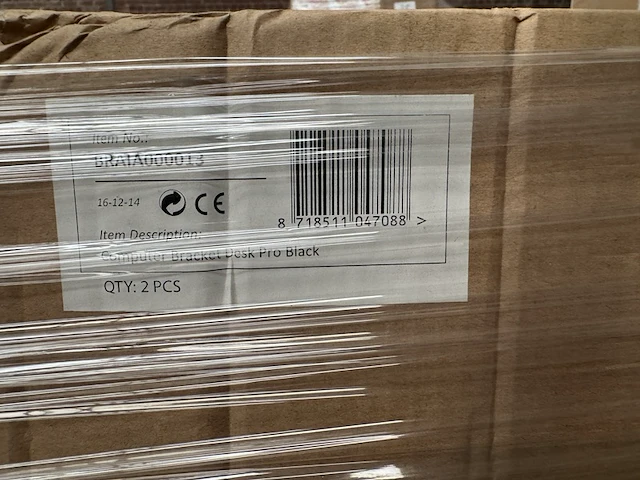 Item No.:
BRATA000013
16-12-14 CE
Item Description:
Computer Bracket Desk Pro Black
QTY: 2 PCS
8 718511 047088 >